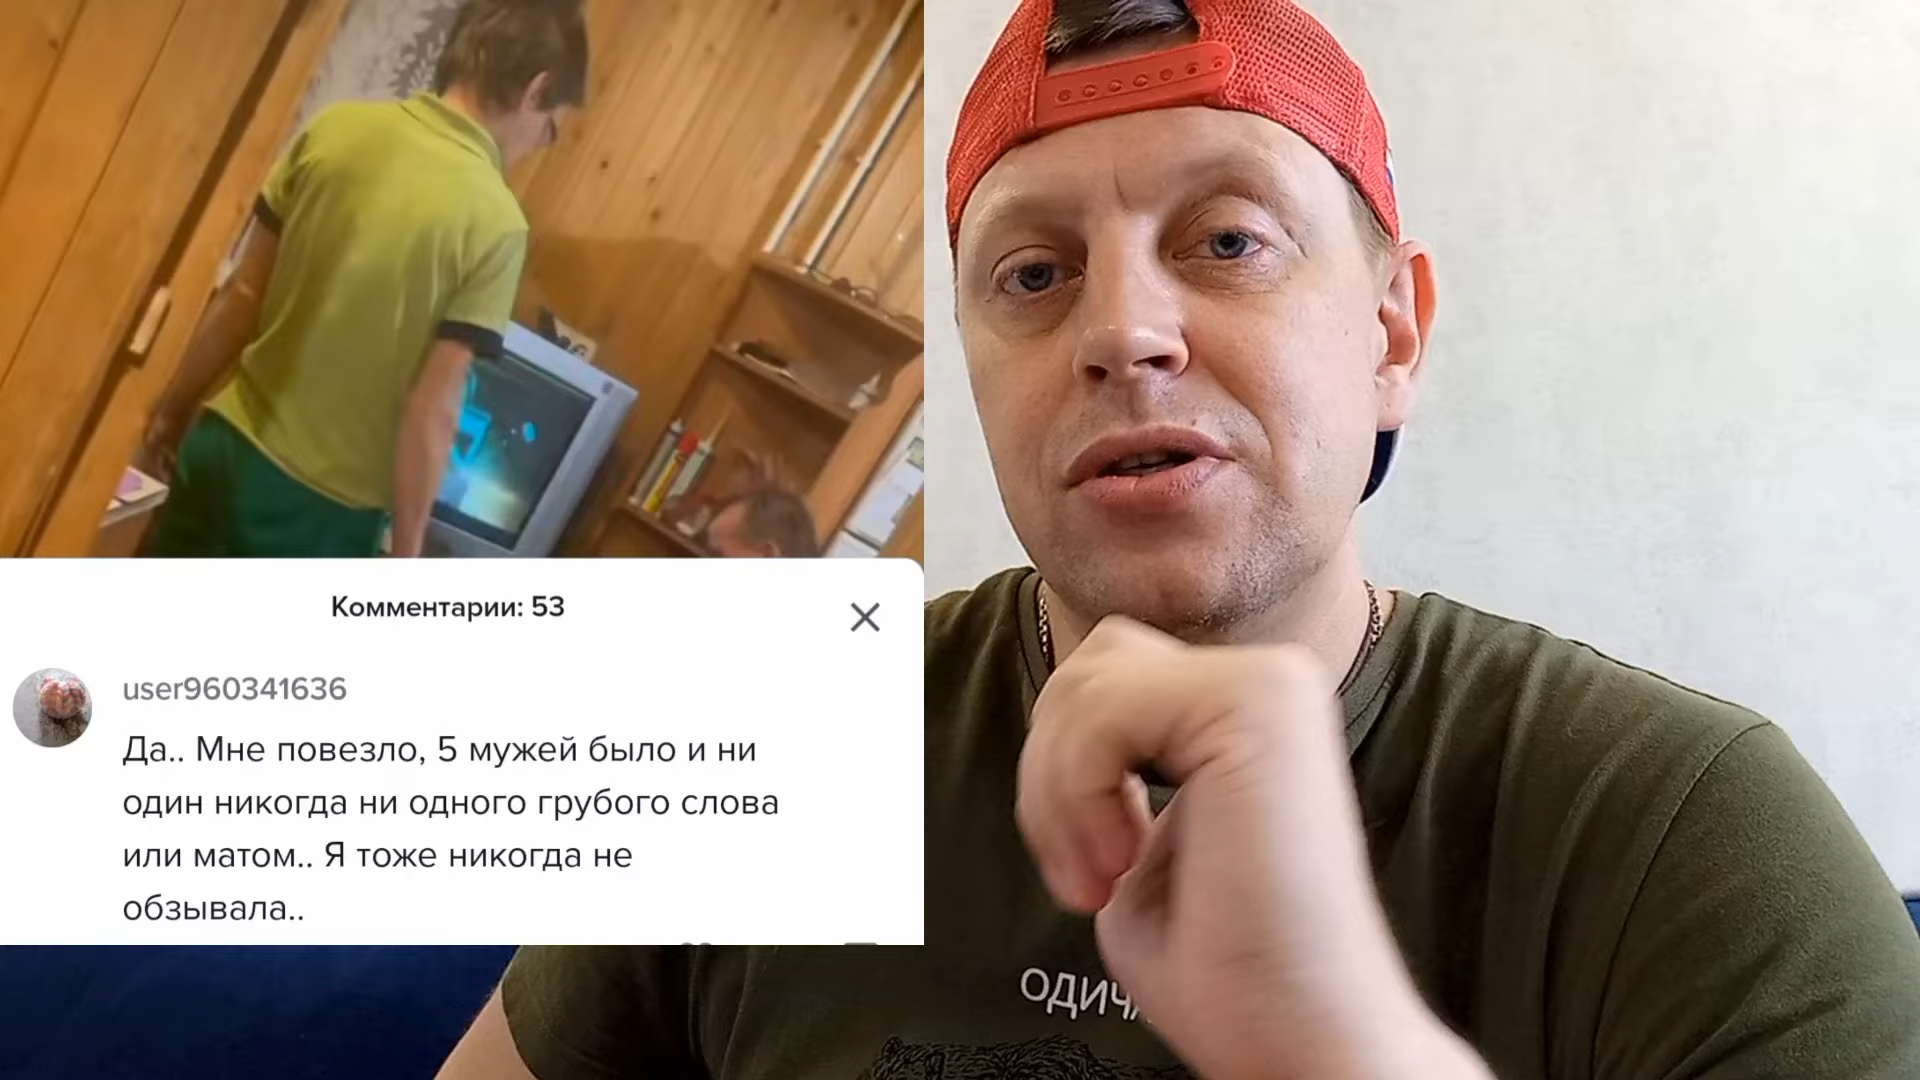 Комментарии: 53
user960341636
Да.. Мне повезло, 5 мужей было и ни
один никогда ни одного грубого слова
или матом.. Я тоже никогда не
обзывала..